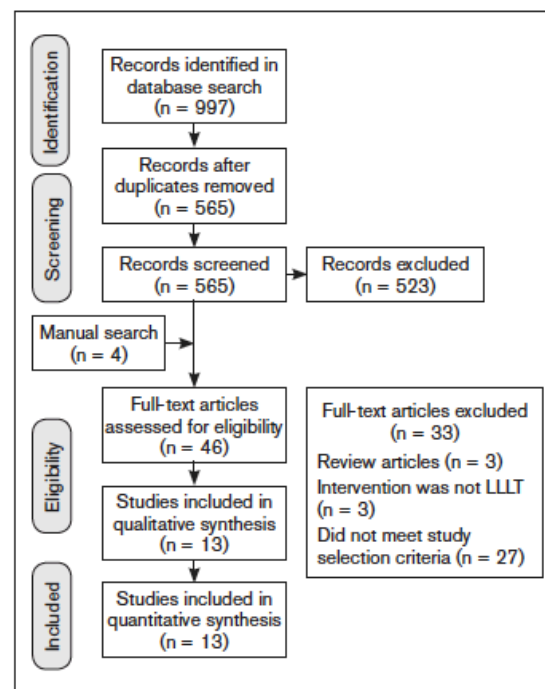 Identification
Records identified in
database search
(n = 997)
Records after
duplicates removed
(n = 565)
Screening
Records screened
(n = 565)
Records excluded
(n = 523)
Manual search
(n = 4)
Eligibility
Full-text articles
assessed for eligibility
(n = 46)
Full-text articles excluded
(n = 33)
Review articles (n = 3)
Intervention was not LLLT
(n = 3)
Did not meet study
selection criteria (n = 27)
Studies included in
qualitative synthesis
(n = 13)
Included
Studies included in
quantitative synthesis
(n = 13)